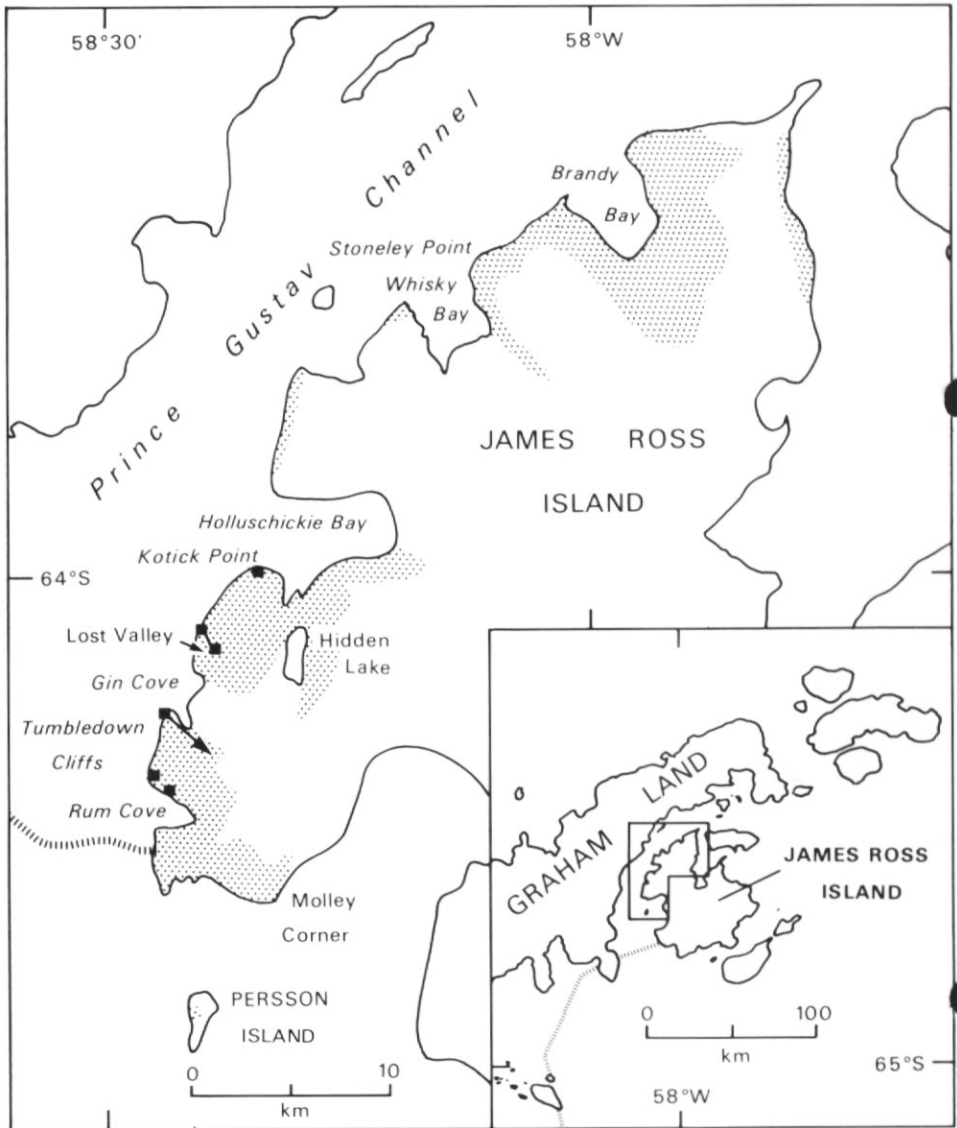 58°30'
58°W
Prince Gustav Channel
Brandy
Bay
Stoneley Point
Whisky
Bay
JAMES ROSS
ISLAND
Holluschickie Bay
Kotick Point
64°S
Lost Valley
Hidden
Lake
Gin Cove
Tumbledown
Cliffs
Rum Cove
Molley
Corner
PERSSON
ISLAND
0 10
km
GRAHAM LAND
JAMES ROSS
ISLAND
0 100
km
65°S
58°W